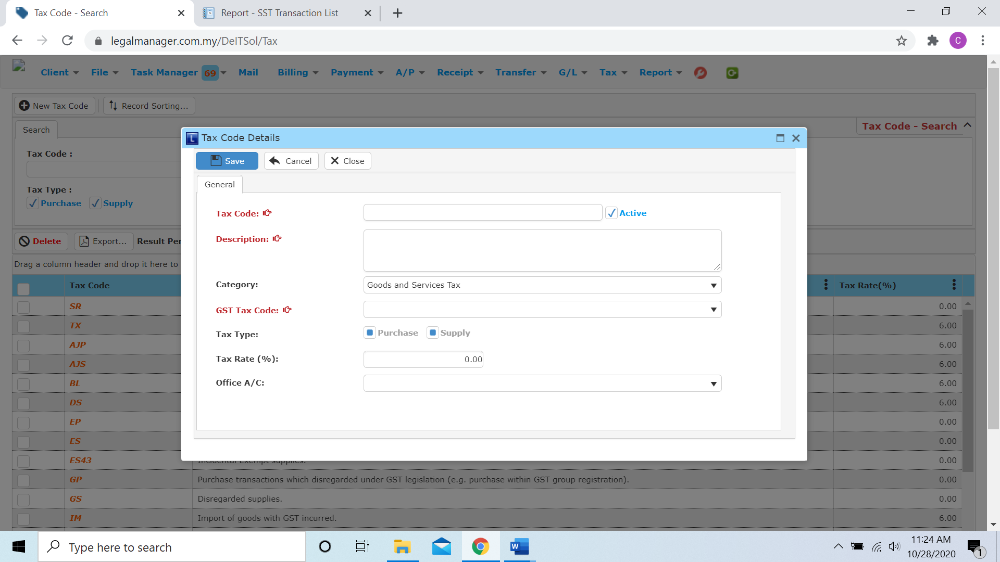 Tax Code - Search
Report - SST Transaction List
legalmanager.com.my/DeITSol/Tax
C
Client File Task Manager 69 Mail Billing Payment A/P Receipt Transfer G/L Tax Report
New Tax Code Record Sorting...
Search
Tax Code - Search
Tax Code :
Tax Type :
Purchase Supply
Delete Export... Result Per
Drag a column header and drop it here to
Tax Code Tax Rate(%)
SR 0.00
TX 6.00
AJP 6.00
AJS 6.00
BL 6.00
DS 6.00
EP 0.00
ES 0.00
ES43 Incidental Exempt supplies. 0.00
GP Purchase transactions which disregarded under GST legislation (e.g. purchase within GST group registration). 0.00
GS Disregarded supplies. 0.00
IM Import of goods with GST incurred. 6.00
L Tax Code Details
Save Cancel Close
General
Tax Code: Active
Description:
Category: Goods and Services Tax
GST Tax Code:
Tax Type: Purchase Supply
Tax Rate (%): 0.00
Office A/C:
Type here to search
W
11:24 AM
10/28/2020
1